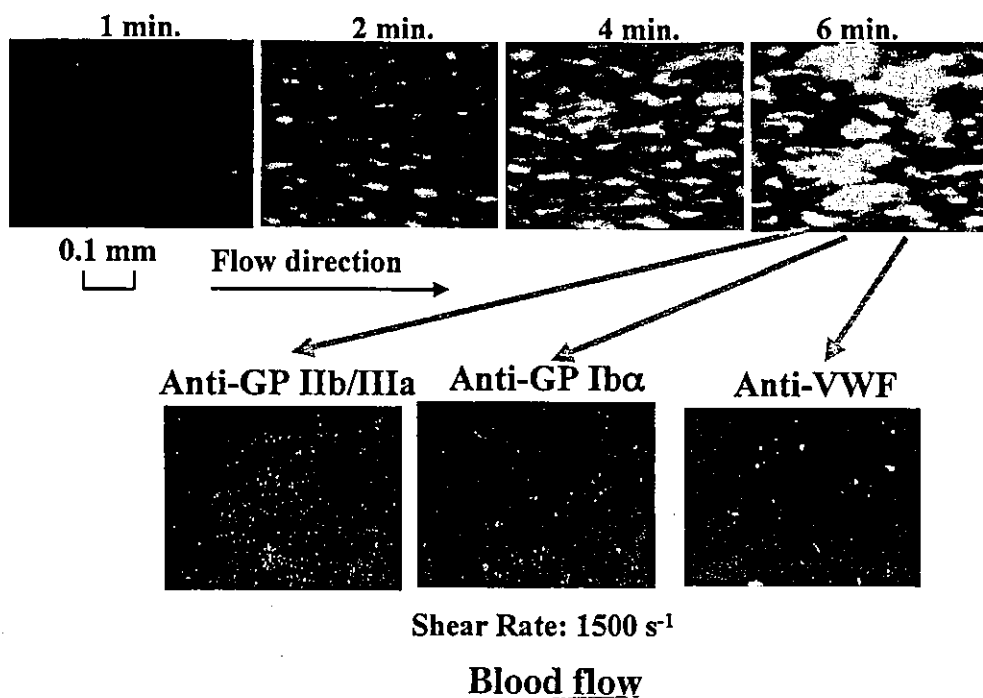 1 min. 2 min. 4 min. 6 min.
0.1 mm
Flow direction
Anti-GP IIb/IIIa Anti-GP Ibα Anti-VWF
Shear Rate: 1500 s⁻¹
Blood flow